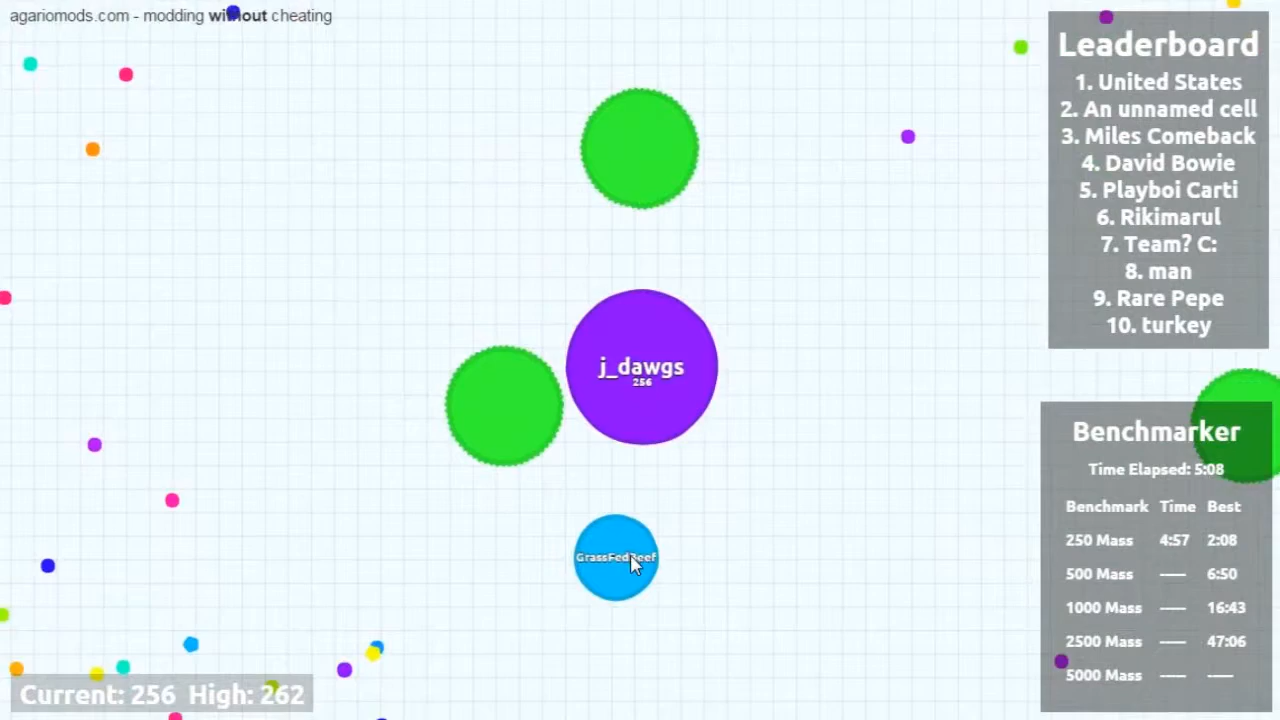 agariomods.com - modding without cheating
Leaderboard
1. United States
2. An unnamed cell
3. Miles Comeback
4. David Bowie
5. Playboi Carti
6. Rikimarul
7. Team? C:
8. man
9. Rare Pepe
10. turkey
j_dawgs
256
GrassFedBeef
Benchmarker
Time Elapsed: 5:08
Benchmark Time Best
250 Mass 4:57 2:08
500 Mass ----- 6:50
1000 Mass ----- 16:43
2500 Mass ----- 47:06
5000 Mass ----- -----
Current: 256 High: 262